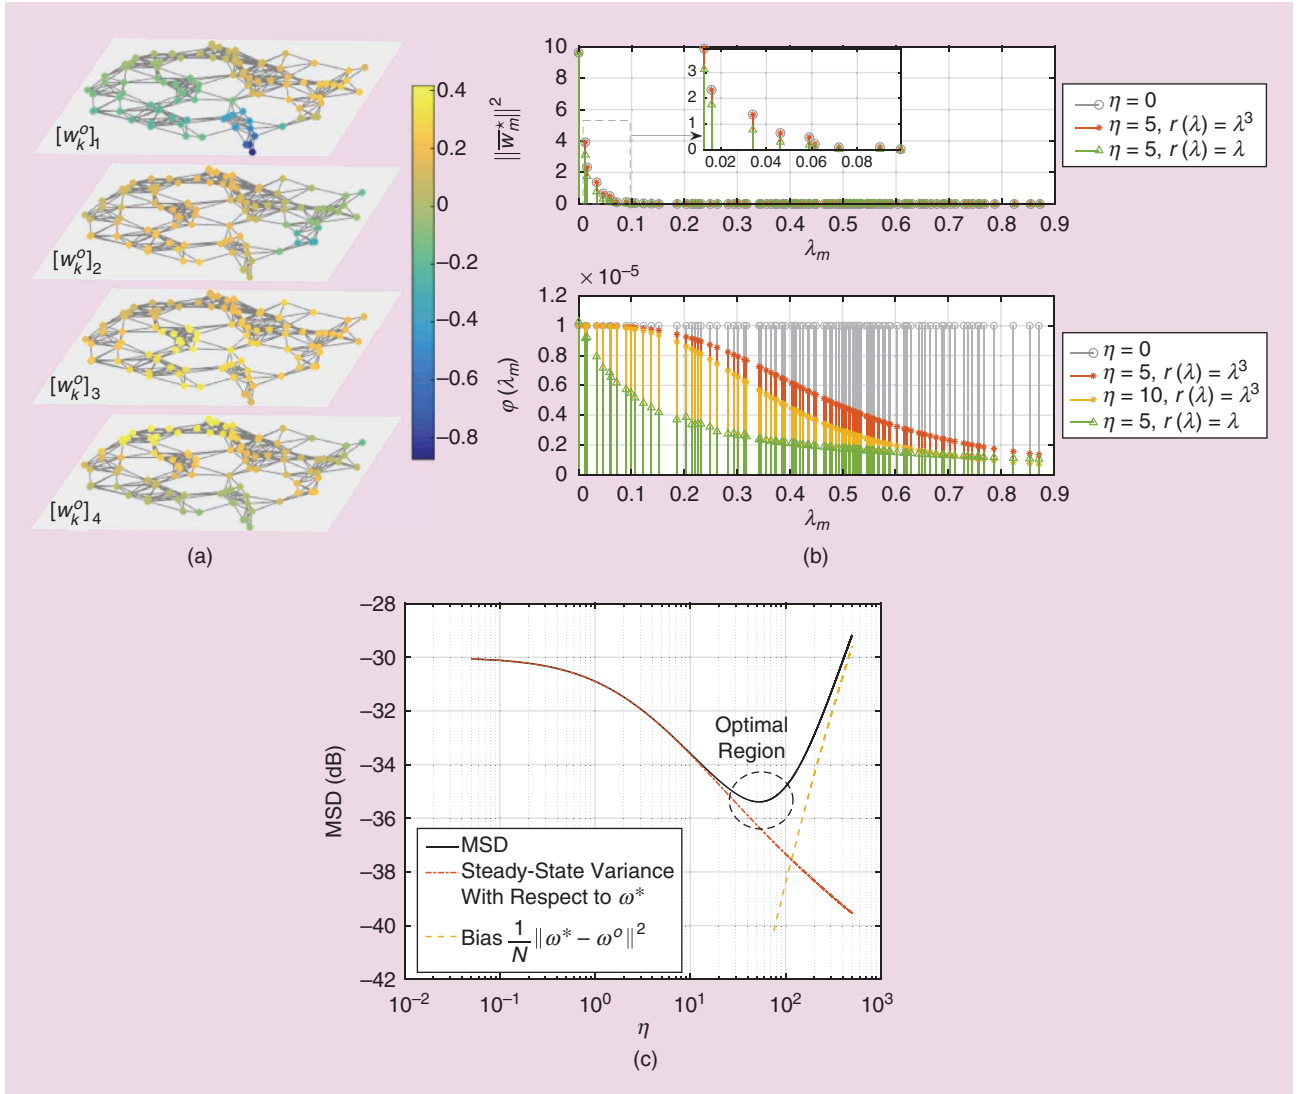 [w_k^o]_1
[w_k^o]_2
[w_k^o]_3
[w_k^o]_4
0.4
0.2
0
−0.2
−0.4
−0.6
−0.8
(a)
||w̅_m^⋆||^2
10
8
6
4
2
0
3
2
1
0
0.02 0.04 0.06 0.08
0 0.1 0.2 0.3 0.4 0.5 0.6 0.7 0.8 0.9
λ_m
η = 0
η = 5, r (λ) = λ^3
η = 5, r (λ) = λ
× 10^−5
φ (λ_m)
1.2
1
0.8
0.6
0.4
0.2
0
0 0.1 0.2 0.3 0.4 0.5 0.6 0.7 0.8 0.9
λ_m
η = 0
η = 5, r (λ) = λ^3
η = 10, r (λ) = λ^3
η = 5, r (λ) = λ
(b)
MSD (dB)
−28
−30
−32
−34
−36
−38
−40
−42
Optimal
Region
MSD
Steady-State Variance
With Respect to ω*
Bias 1/N ||ω* − ω^o||^2
10^−2 10^−1 10^0 10^1 10^2 10^3
η
(c)